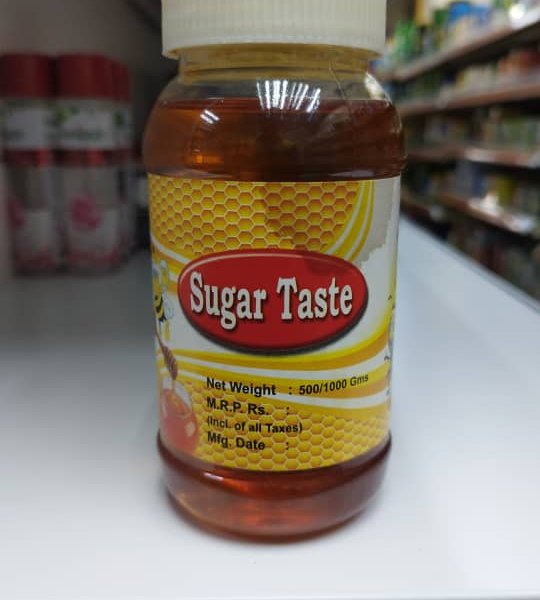 Sugar Taste
Net Weight : 500/1000 Gms
M.R.P. Rs. :
(Incl. of all Taxes)
Mfg. Date :